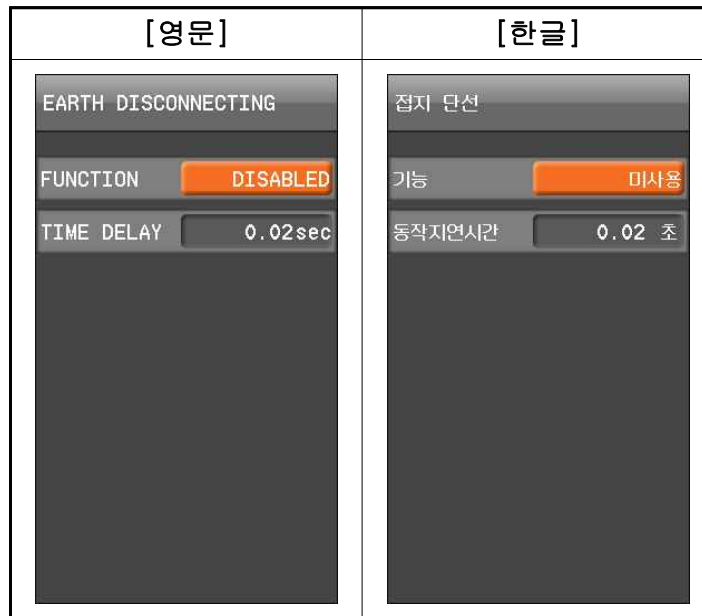 [영문]
[한글]
EARTH DISCONNECTING
FUNCTION DISABLED
TIME DELAY 0.02sec
접지 단선
기능 미사용
동작지연시간 0.02 초